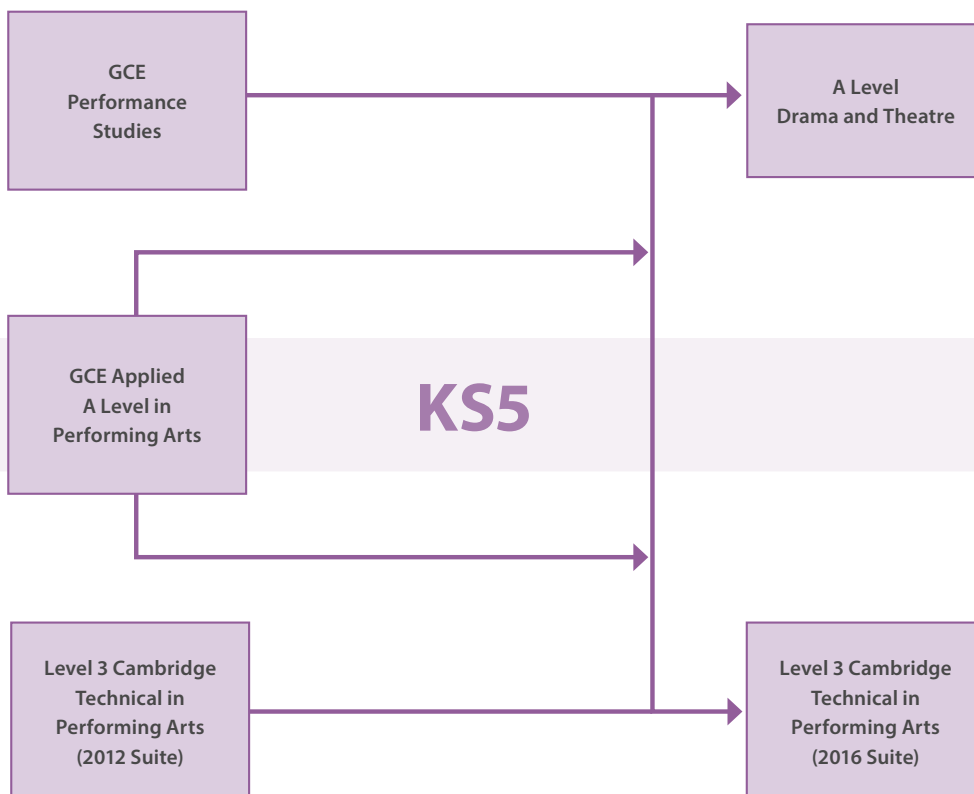 GCE
Performance
Studies
A Level
Drama and Theatre
GCE Applied
A Level in
Performing Arts
KS5
Level 3 Cambridge
Technical in
Performing Arts
(2012 Suite)
Level 3 Cambridge
Technical in
Performing Arts
(2016 Suite)